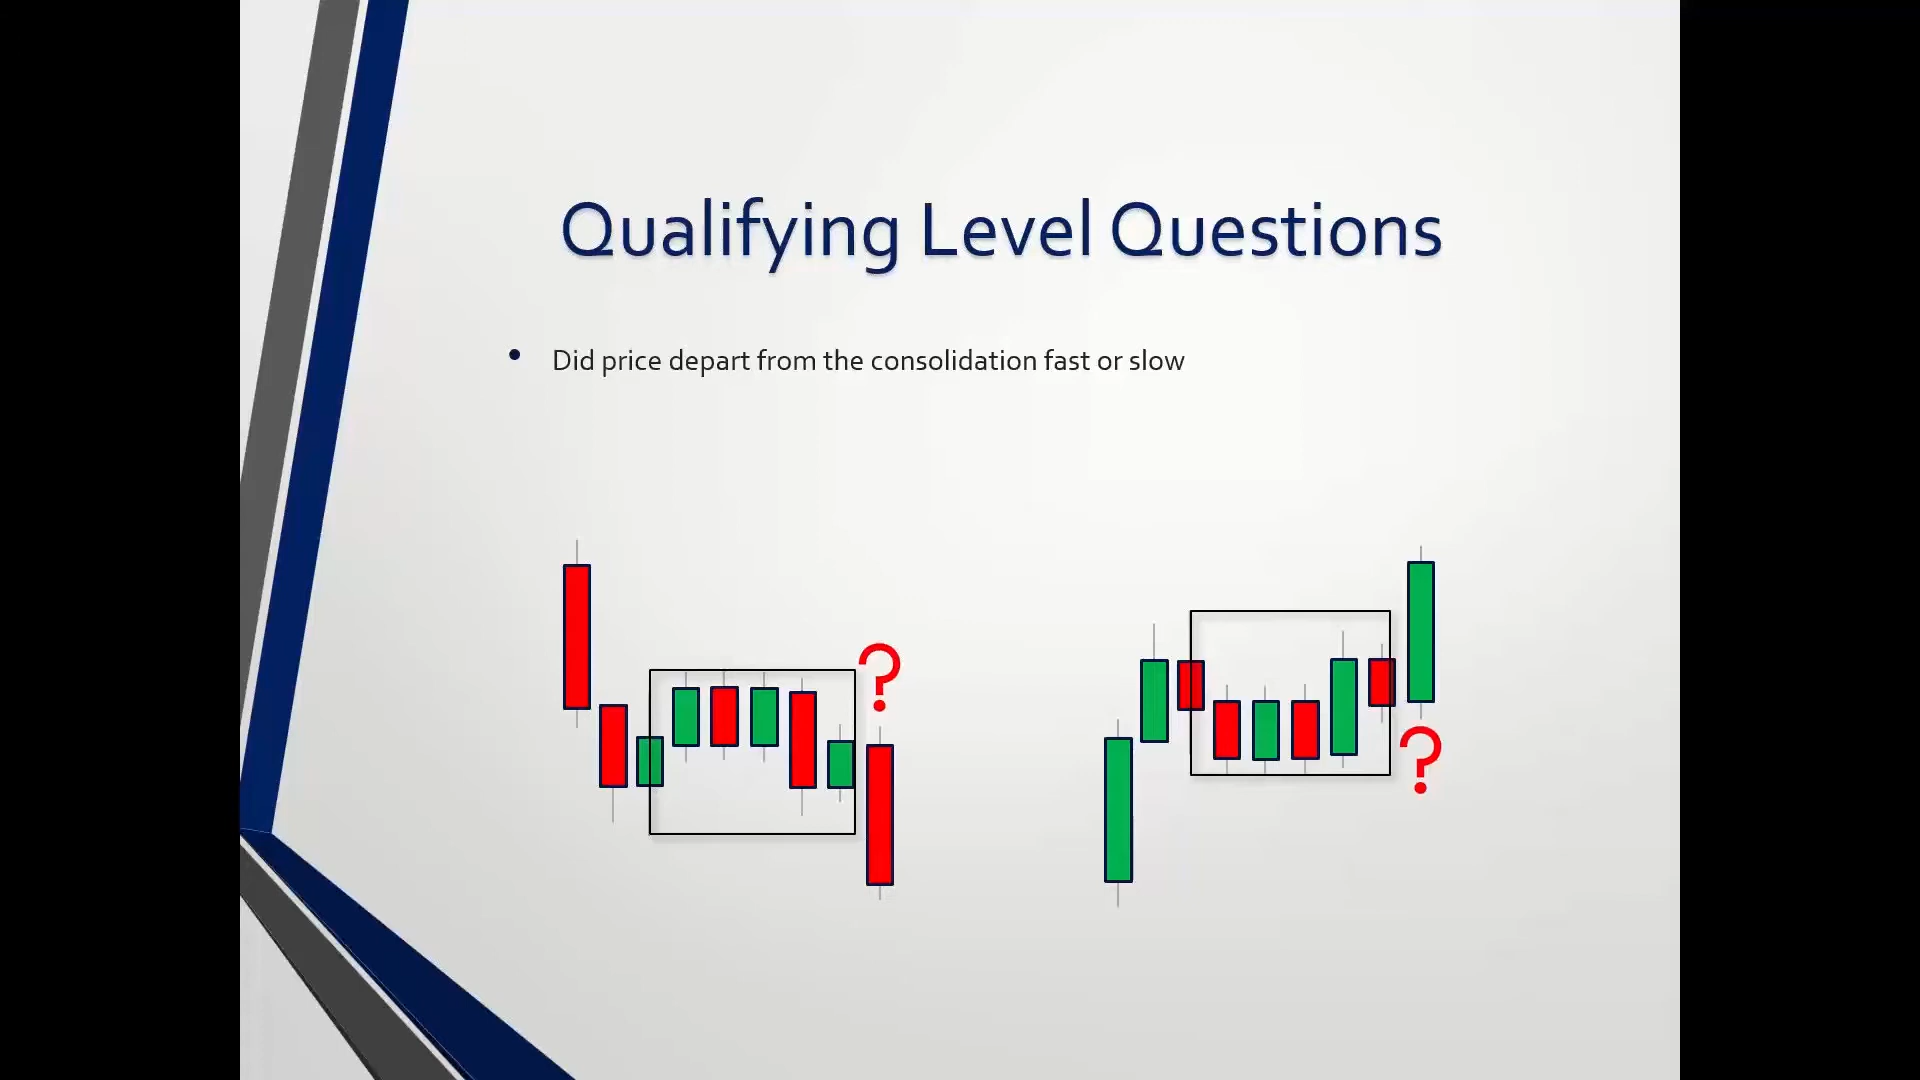 Qualifying Level Questions
• Did price depart from the consolidation fast or slow
?
?